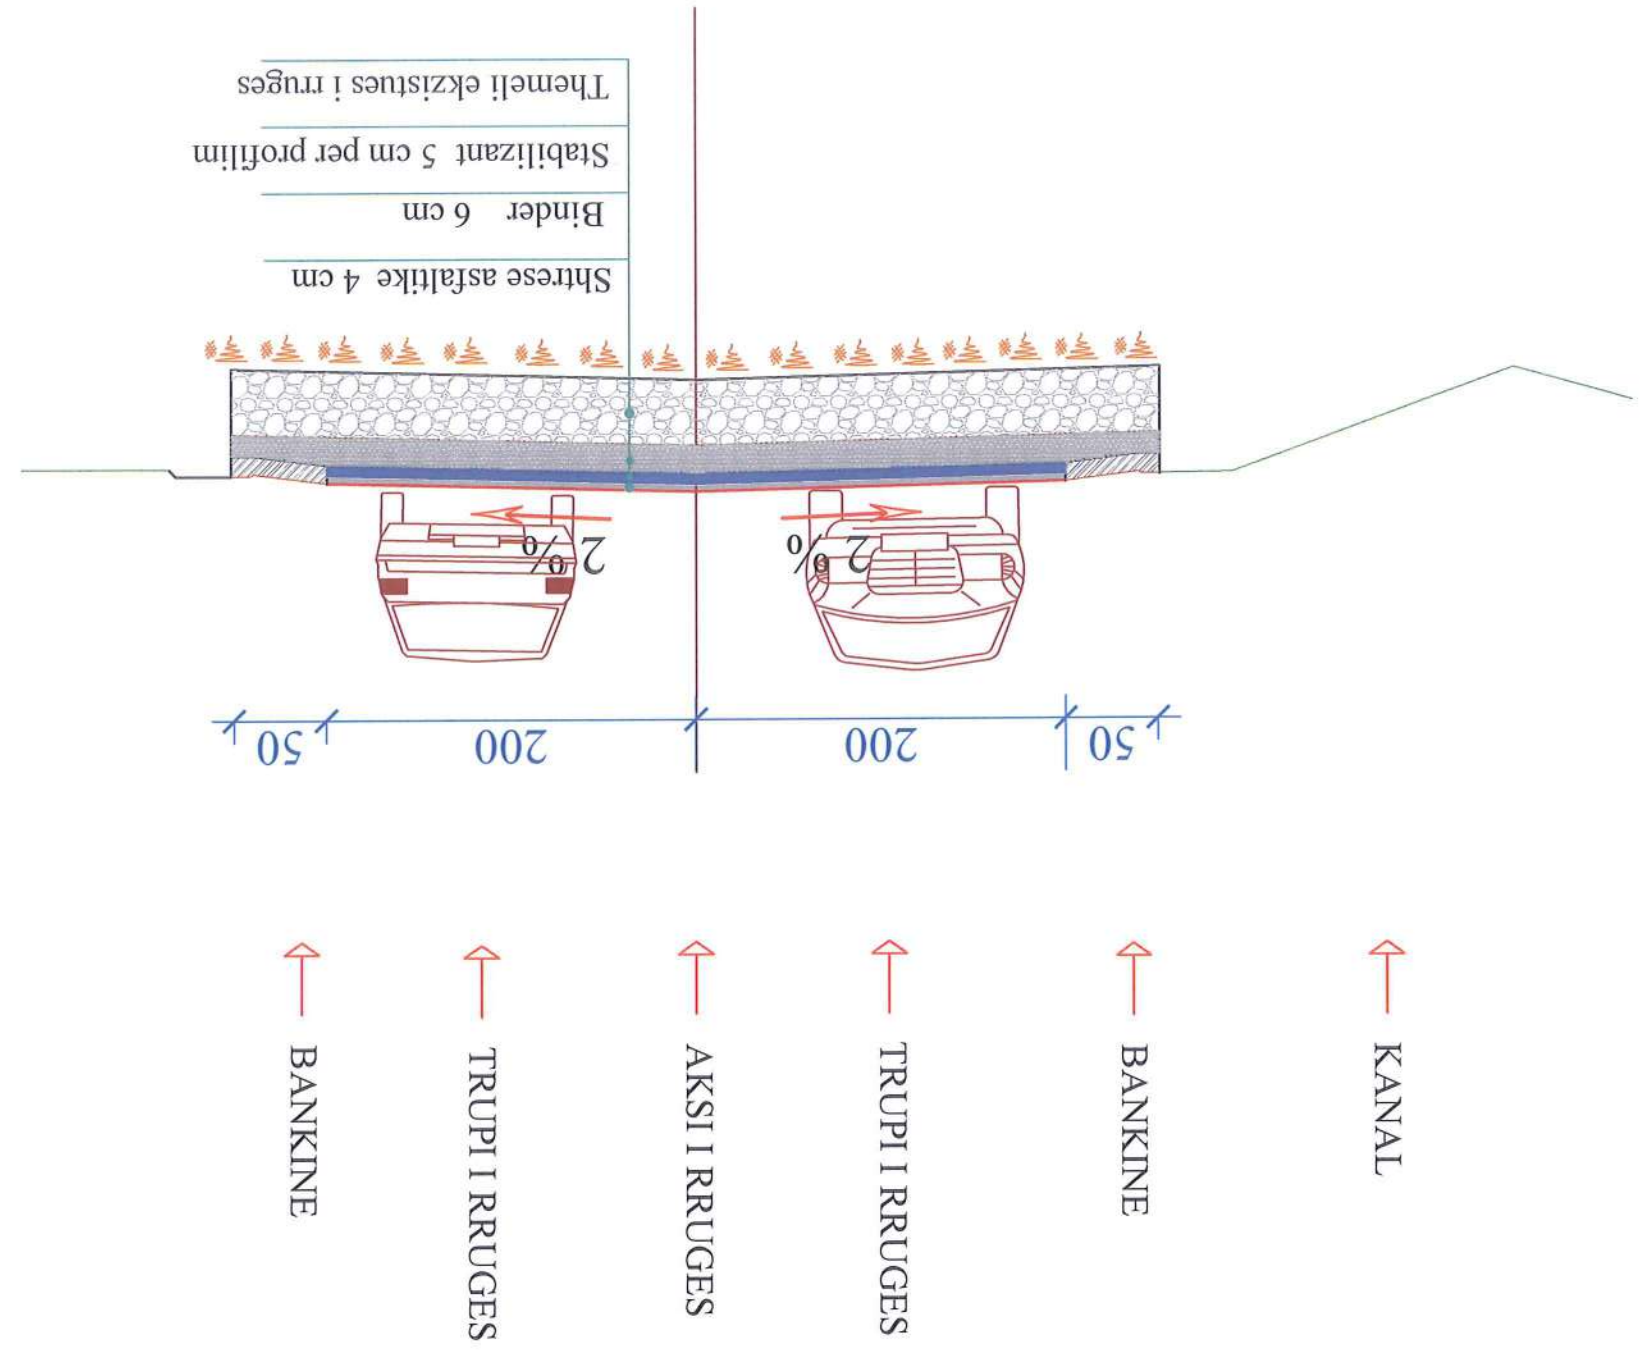 KANAL
BANKINE
TRUPI I RRUGES
AKSI I RRUGES
TRUPI I RRUGES
BANKINE
50
200
200
50
2 %
2 %
Shtrese asfaltike 4 cm
Binder 6 cm
Stabilizant 5 cm per profilim
Themeli ekzistues i rruges